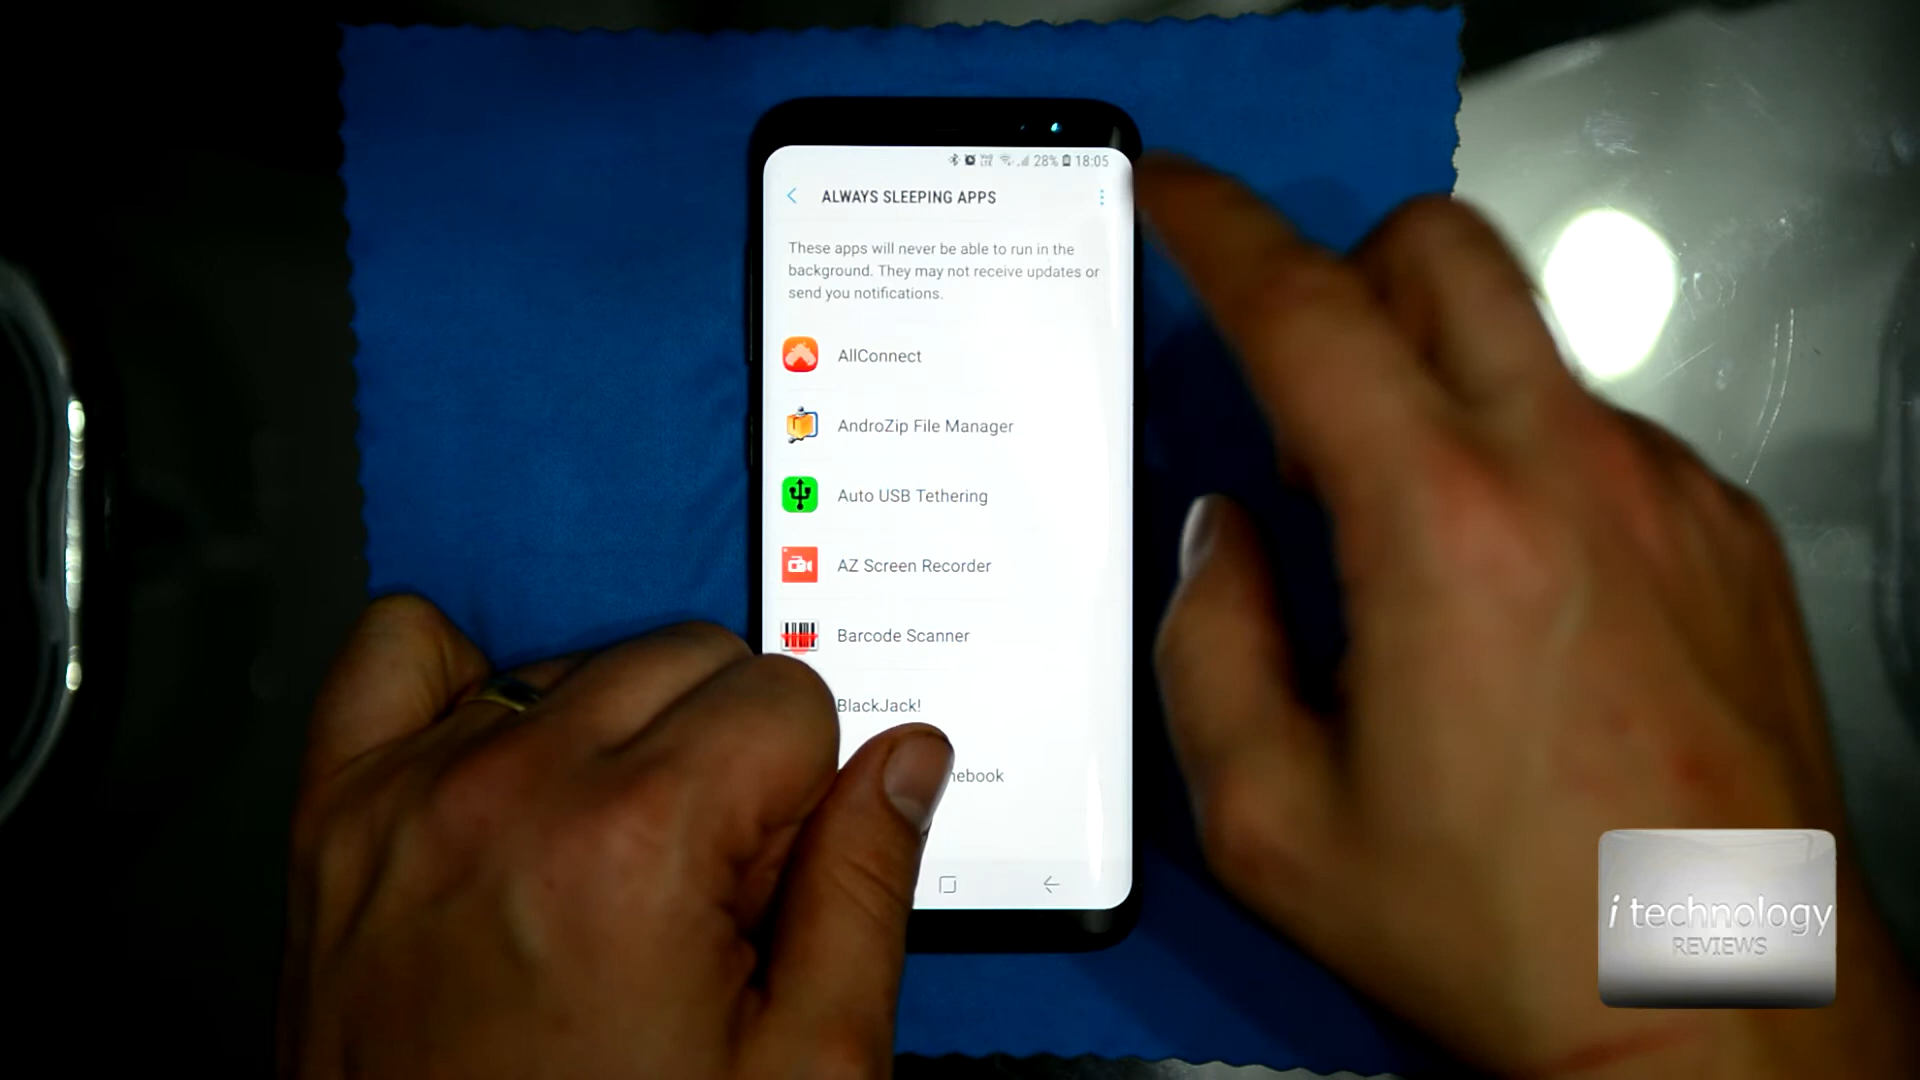 28% 18:05
ALWAYS SLEEPING APPS
These apps will never be able to run in the
background. They may not receive updates or
send you notifications.
AllConnect
AndroZip File Manager
Auto USB Tethering
AZ Screen Recorder
Barcode Scanner
BlackJack!
i technology
REVIEWS